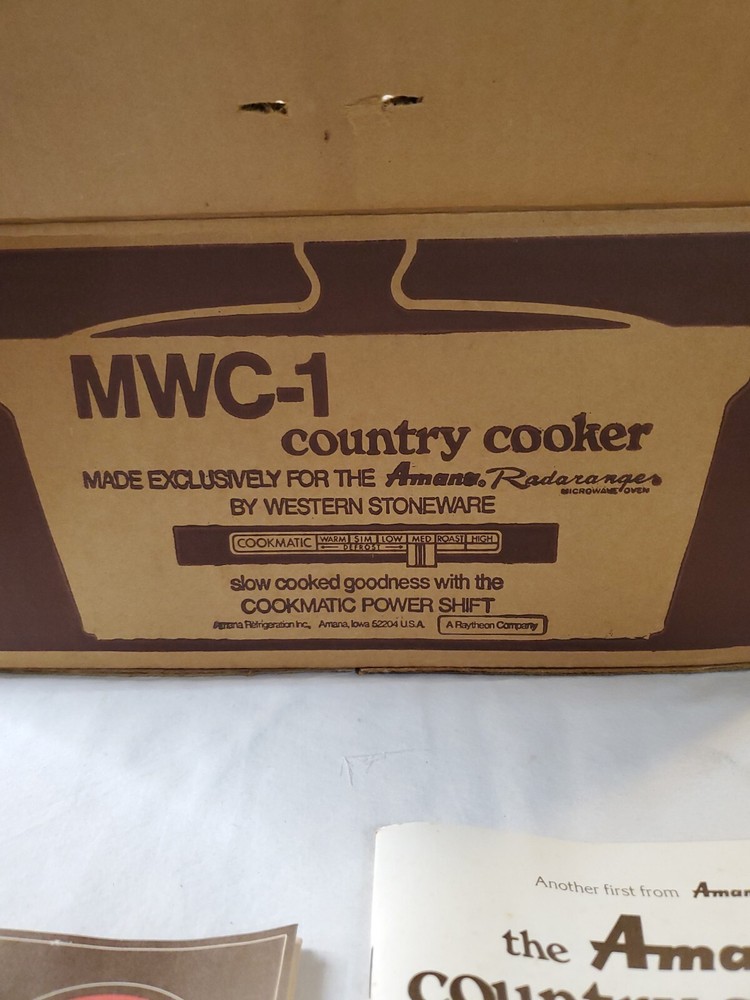 MWC-1
country cooker
MADE EXCLUSIVELY FOR THE Amana. Radarange
MICROWAVE OVEN
BY WESTERN STONEWARE
COOKMATIC WARM SIM LOW MED ROAST HIGH
DEFROST
slow cooked goodness with the
COOKMATIC POWER SHIFT
Amana Refrigeration Inc., Amana, Iowa 52204 U.S.A. A Raytheon Company
Another first from
the